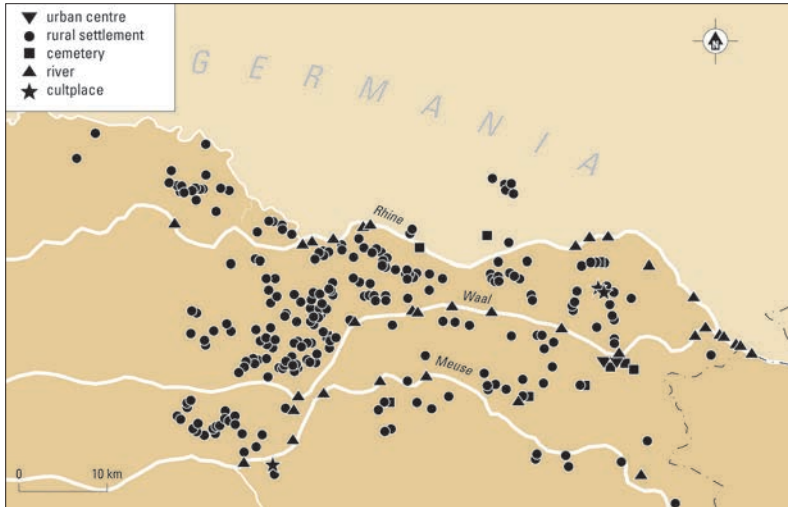 urban centre
rural settlement
cemetery
river
cultplace
N
GERMANIA
Rhine
Waal
Meuse
0 10 km